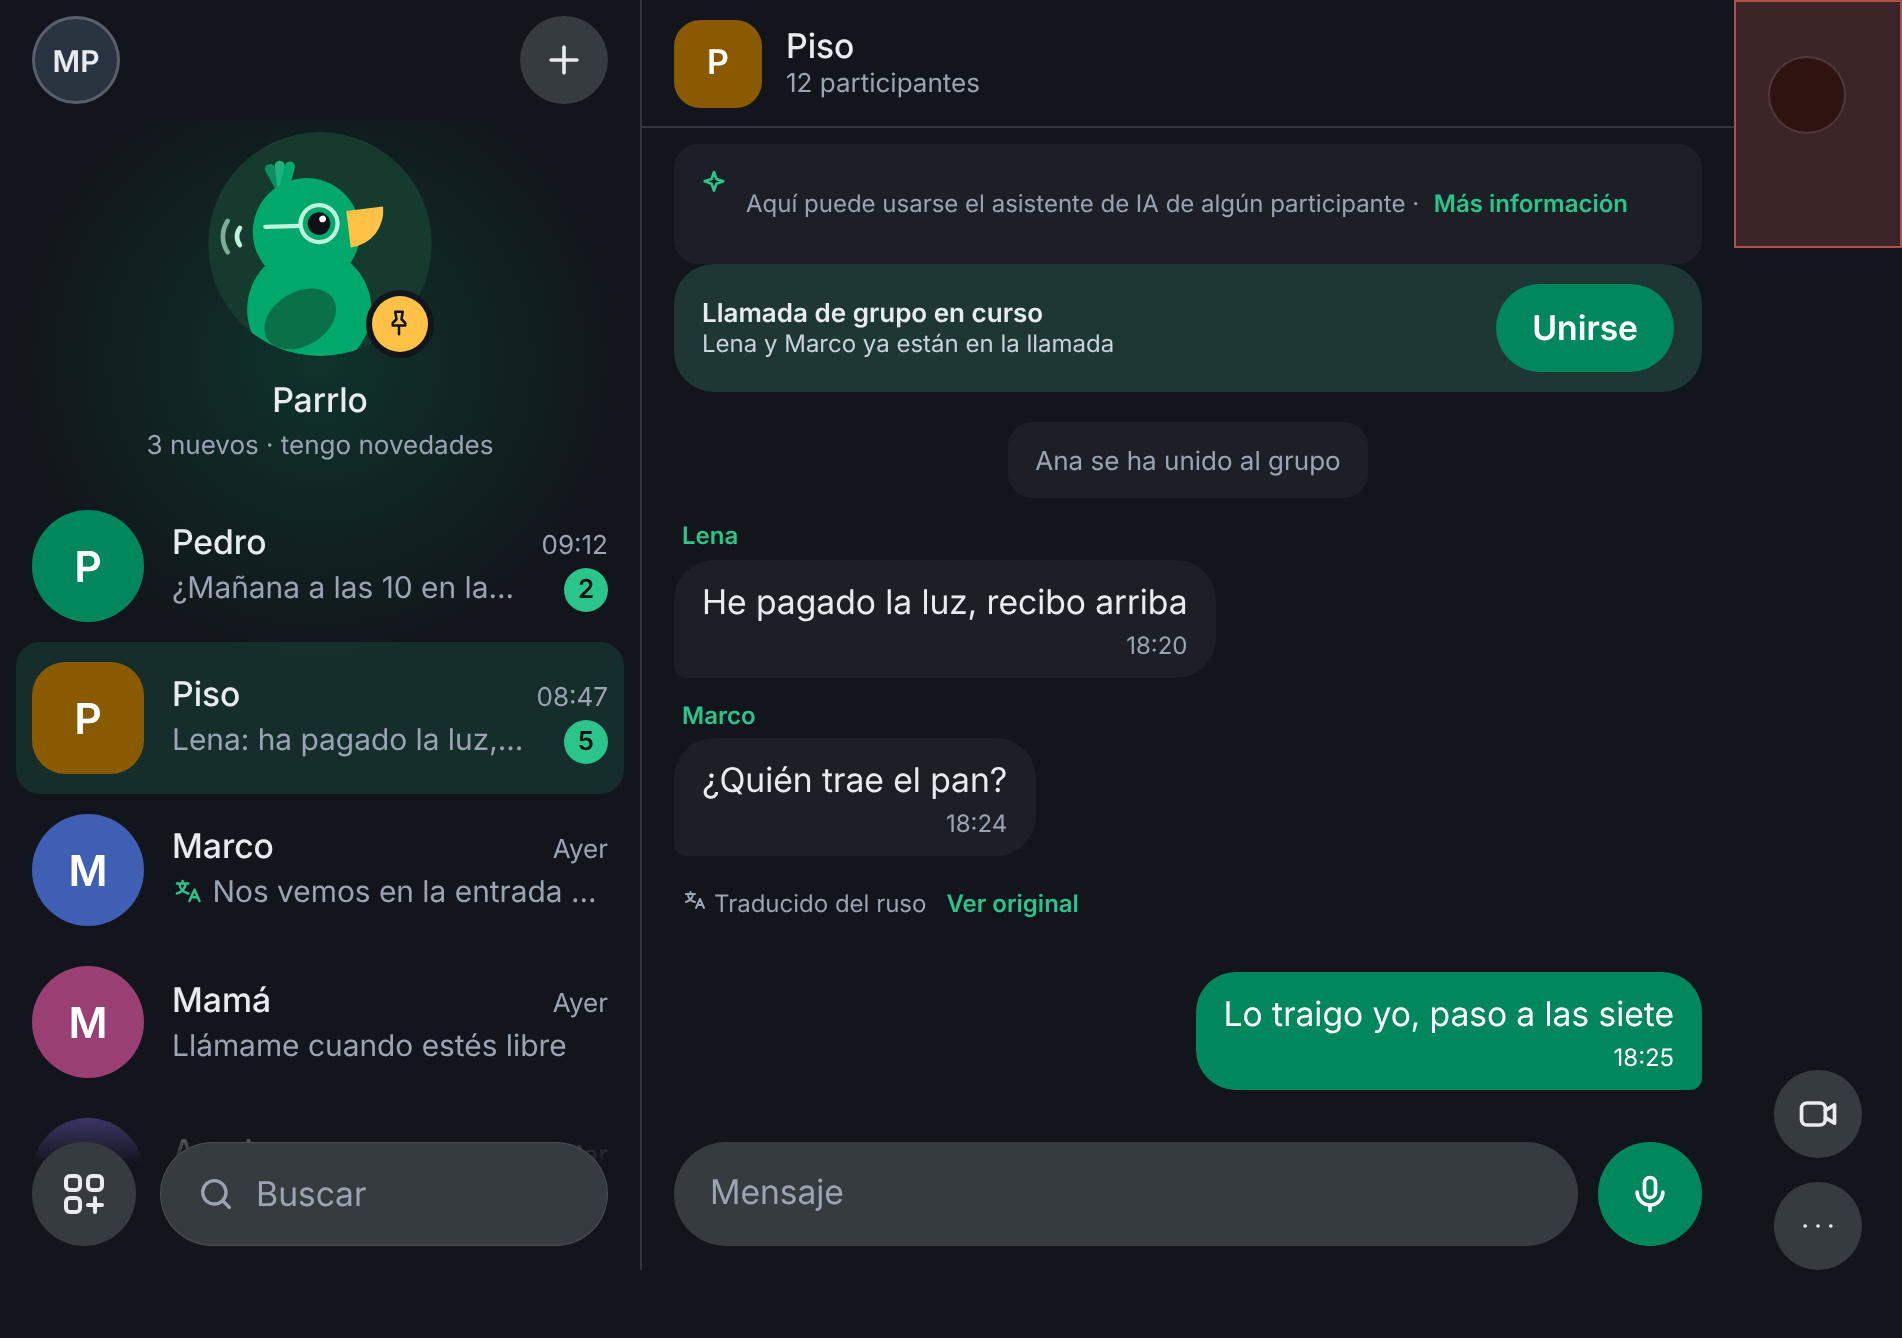 MP
Parrlo
3 nuevos · tengo novedades
P
Pedro
09:12
¿Mañana a las 10 en la...
2
P
Piso
08:47
Lena: ha pagado la luz,...
5
M
Marco
Ayer
Nos vemos en la entrada ...
M
Mamá
Ayer
Llámame cuando estés libre
Buscar
P
Piso
12 participantes
Aquí puede usarse el asistente de IA de algún participante · Más información
Llamada de grupo en curso
Lena y Marco ya están en la llamada
Unirse
Ana se ha unido al grupo
Lena
He pagado la luz, recibo arriba
18:20
Marco
¿Quién trae el pan?
18:24
Traducido del ruso Ver original
Lo traigo yo, paso a las siete
18:25
Mensaje